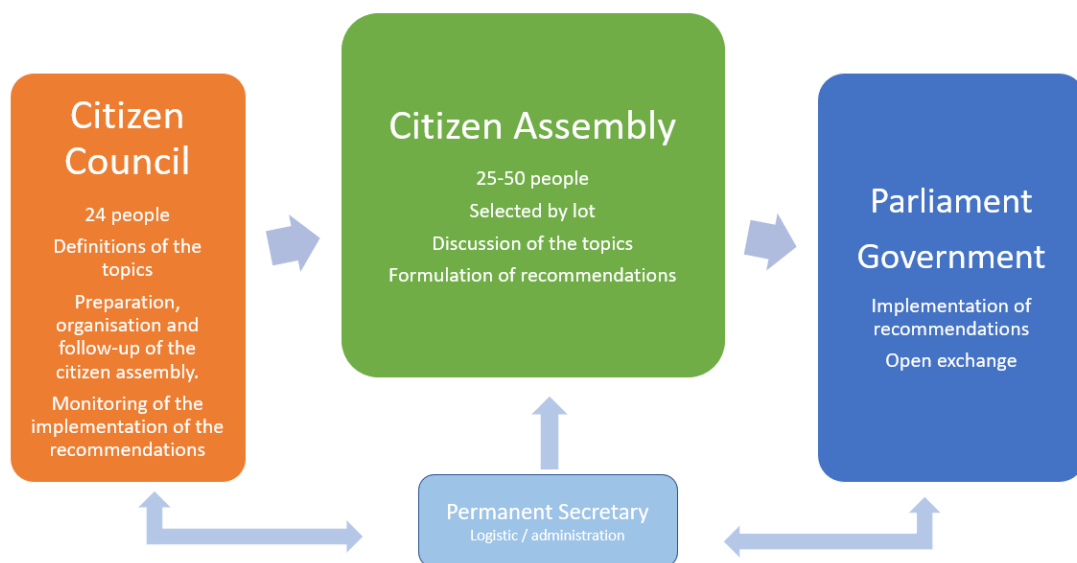 Citizen
Council
24 people
Definitions of the
topics
Preparation,
organisation and
follow-up of the
citizen assembly.
Monitoring of the
implementation of the
recommendations
Citizen Assembly
25-50 people
Selected by lot
Discussion of the topics
Formulation of recommendations
Parliament
Government
Implementation of
recommendations
Open exchange
Permanent Secretary
Logistic / administration